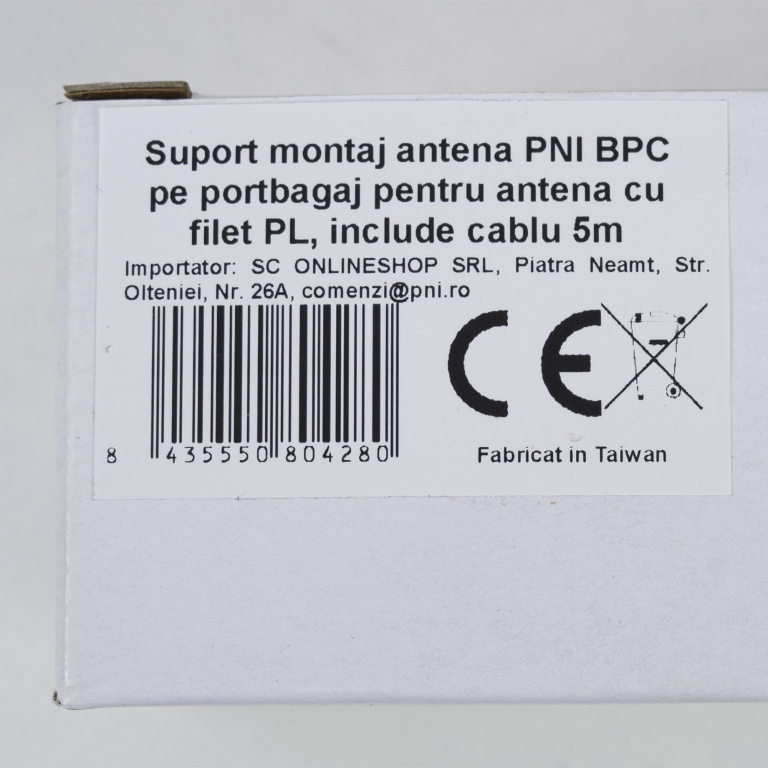 Suport montaj antena PNI BPC
pe portbagaj pentru antena cu
filet PL, include cablu 5m
Importator: SC ONLINESHOP SRL, Piatra Neamt, Str.
Olteniei, Nr. 26A, comenzi@pni.ro
CE
8 435550 804280
Fabricat in Taiwan